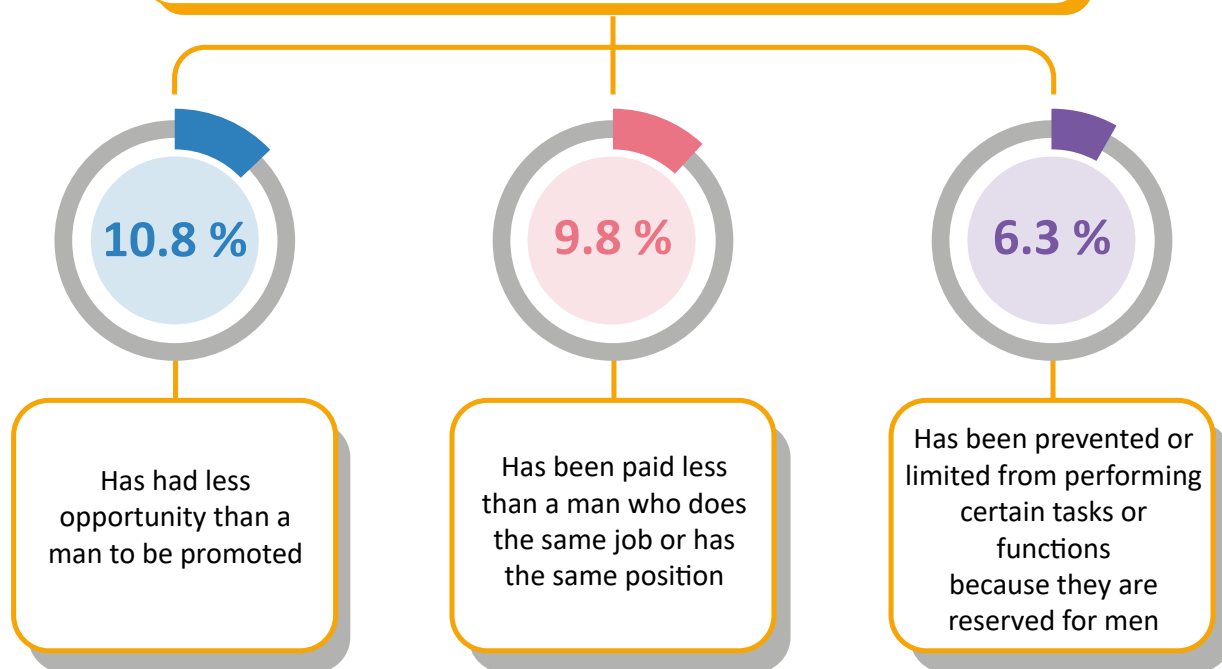 10.8 %
9.8 %
6.3 %
Has had less
opportunity than a
man to be promoted
Has been paid less
than a man who does
the same job or has
the same position
Has been prevented or
limited from performing
certain tasks or
functions
because they are
reserved for men